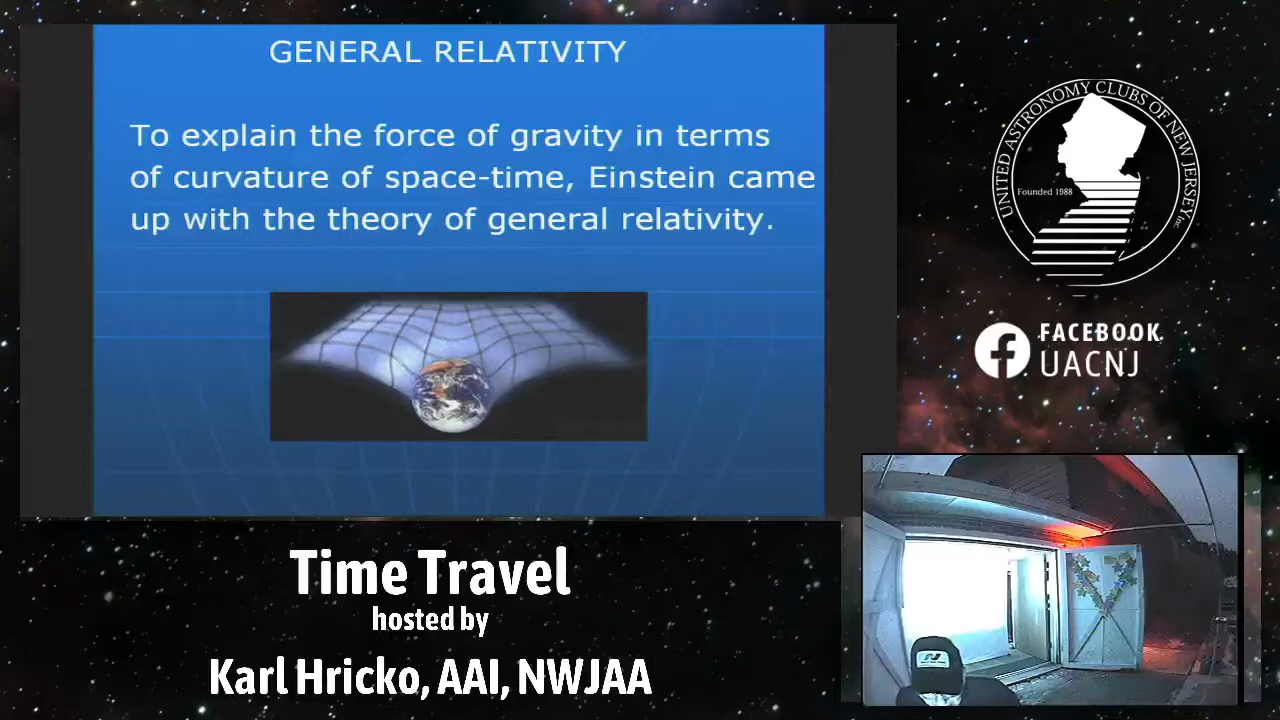 GENERAL RELATIVITY
To explain the force of gravity in terms
of curvature of space-time, Einstein came
up with the theory of general relativity.
UNITED ASTRONOMY CLUBS OF NEW JERSEY, Inc
Founded 1988
FACEBOOK
UACNJ
Time Travel
hosted by
Karl Hricko, AAI, NWJAA